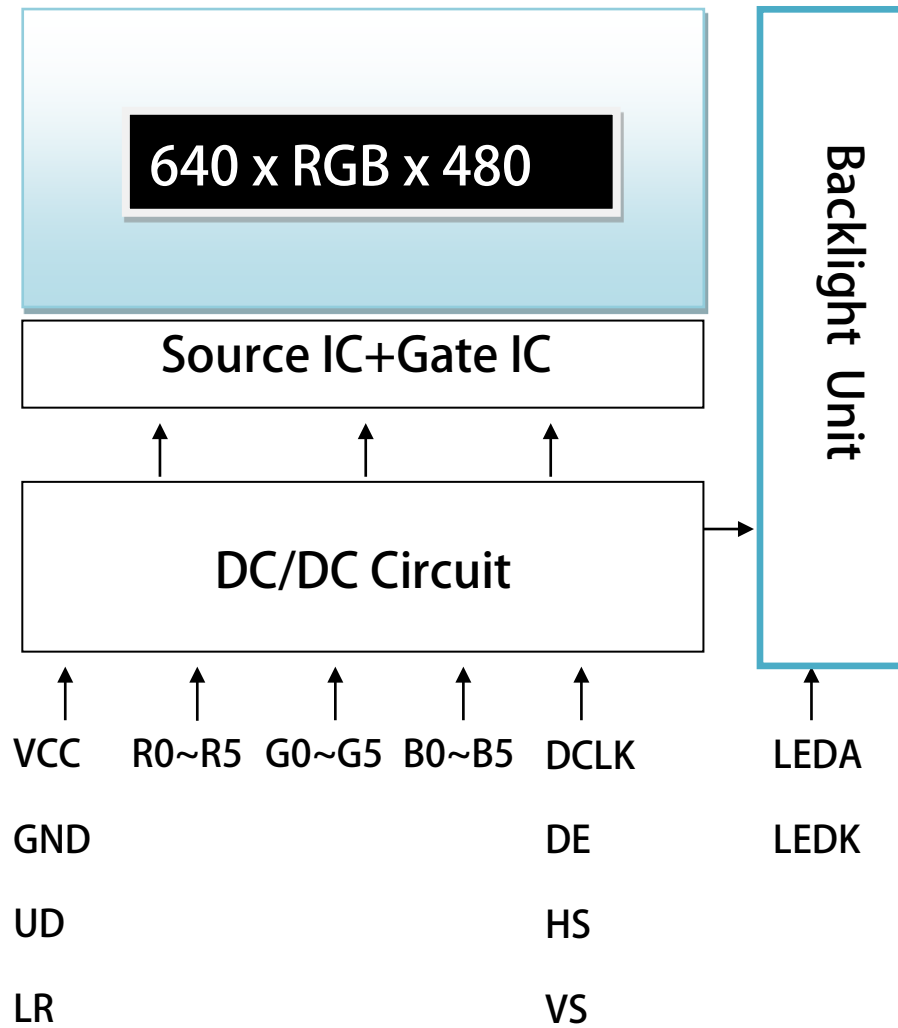 640 x RGB x 480
Source IC+Gate IC
Backlight Unit
DC/DC Circuit
VCC R0~R5 G0~G5 B0~B5 DCLK LEDA
GND DE LEDK
UD HS
LR VS